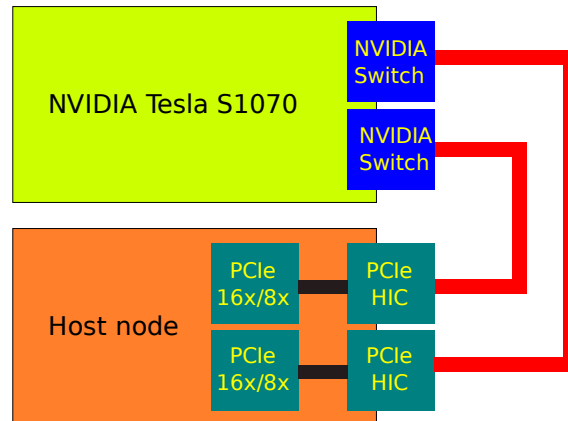 NVIDIA
Switch
NVIDIA Tesla S1070
NVIDIA
Switch
PCIe
16x/8x
PCIe
HIC
Host node
PCIe
16x/8x
PCIe
HIC